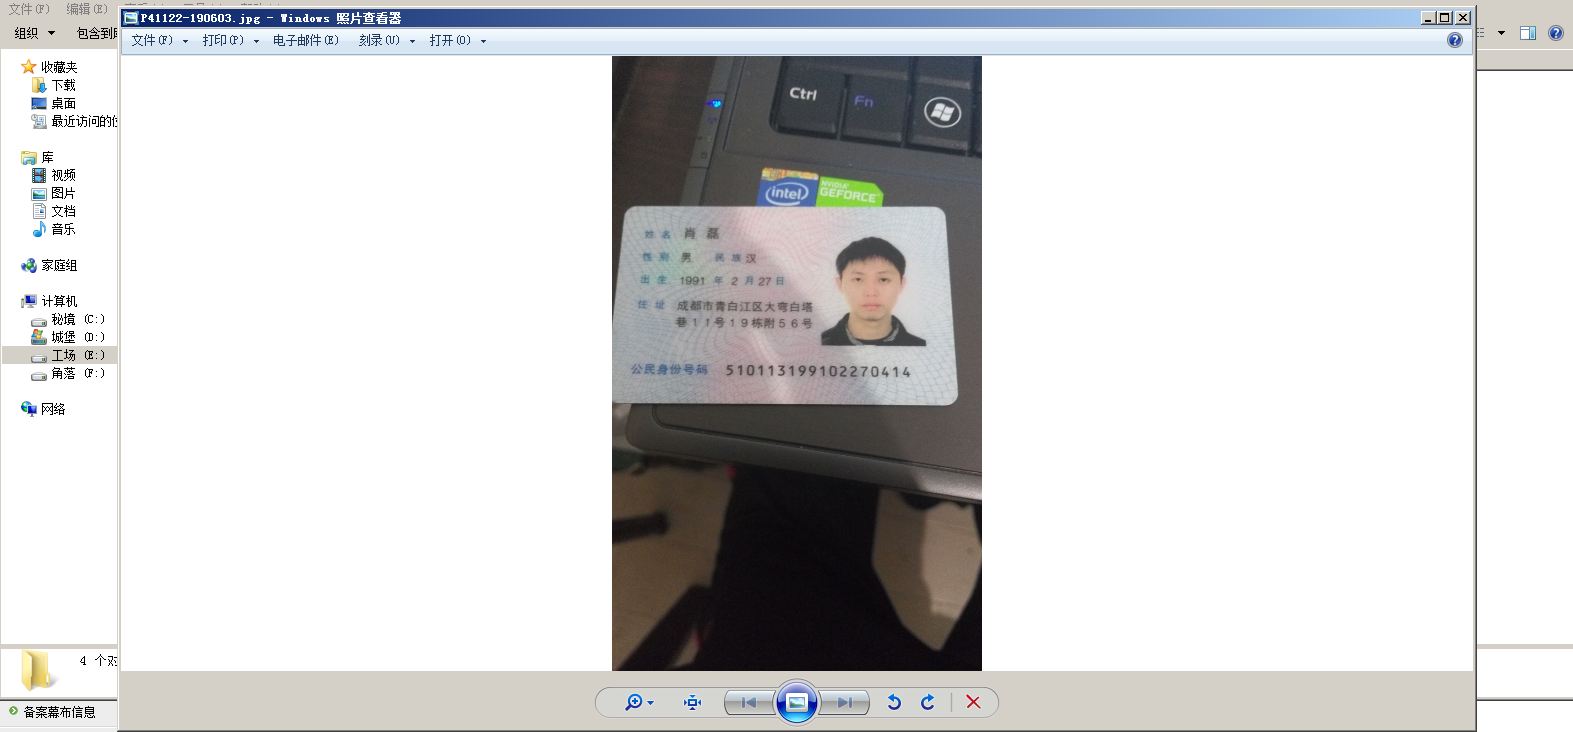 文件(F) 编辑(E)
组织
P41122-190603.jpg - Windows 照片查看器
文件(F) 打印(P) 电子邮件(E) 刻录(U) 打开(O)
收藏夹
下载
桌面
最近访问的
库
视频
图片
文档
音乐
家庭组
计算机
秘境 (C:)
城堡 (D:)
工场 (E:)
角落 (F:)
网络
4 个
备案幕布信息
Ctrl Fn
intel NVIDIA GEFORCE
姓名 肖磊
性别 男 民族 汉
出生 1991 年 2 月 27 日
住址 成都市青白江区大弯白塔
巷11号19栋附56号
公民身份号码 510113199102270414